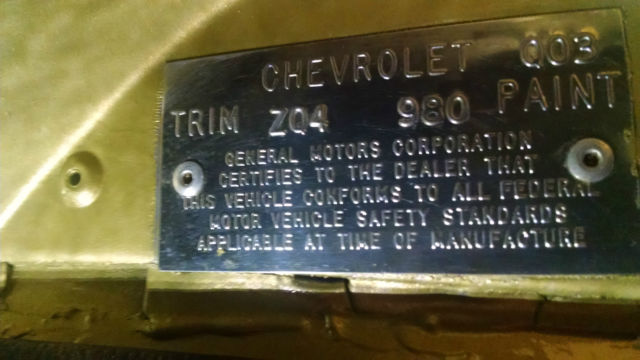 CHEVROLET 003
TRIM ZQ4 980 PAINT
GENERAL MOTORS CORPORATION
CERTIFIES TO THE DEALER THAT
THIS VEHICLE CONFORMS TO ALL FEDERAL
MOTOR VEHICLE SAFETY STANDARDS
APPLICABLE AT TIME OF MANUFACTURE